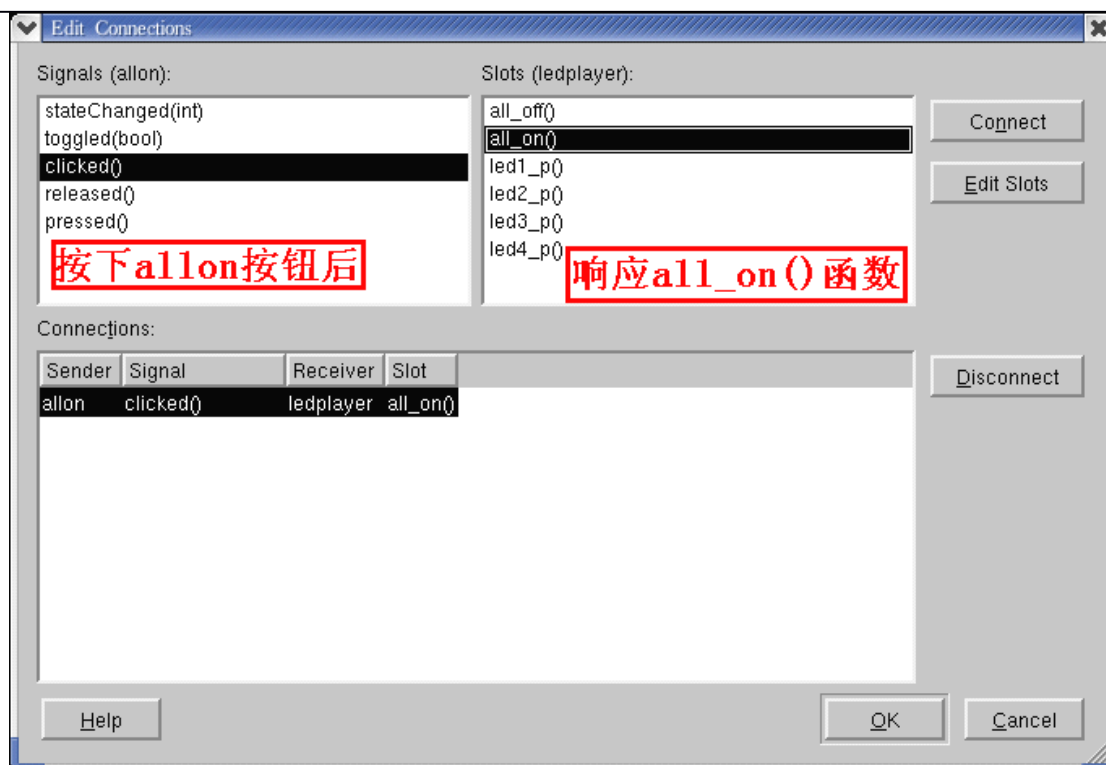 Edit Connections
Signals (allon):
Slots (ledplayer):
stateChanged(int)
toggled(bool)
clicked()
released()
pressed()
按下allon按钮后
all_off()
all_on()
led1_p()
led2_p()
led3_p()
led4_p()
响应all_on()函数
Connect
Edit Slots
Connections:
Sender Signal Receiver Slot
allon clicked() ledplayer all_on()
Disconnect
Help
OK
Cancel